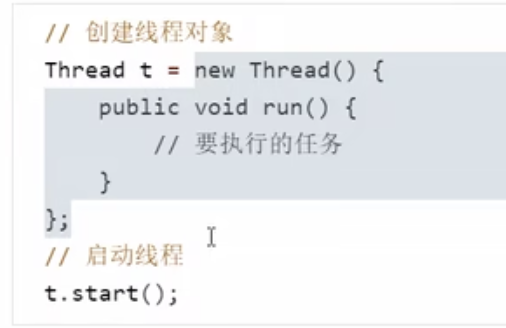 // 创建线程对象
Thread t = new Thread() {
    public void run() {
        // 要执行的任务
    }
};
// 启动线程
t.start();